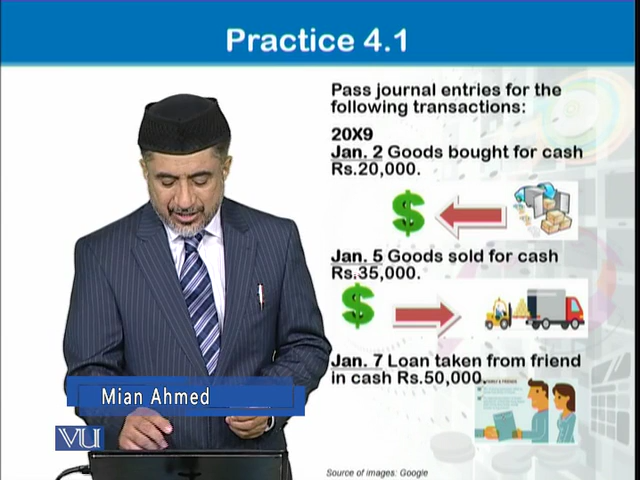 Practice 4.1
Pass journal entries for the
following transactions:
20X9
Jan. 2 Goods bought for cash
Rs.20,000.
Jan. 5 Goods sold for cash
Rs.35,000.
Jan. 7 Loan taken from friend
in cash Rs.50,000.
Mian Ahmed
VU
Source of images: Google